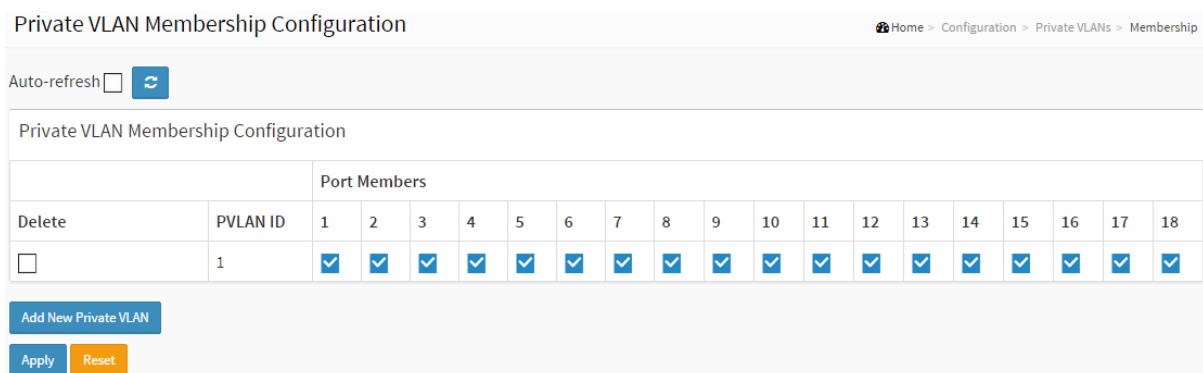 Private VLAN Membership Configuration
Home > Configuration > Private VLANs > Membership
Auto-refresh
Private VLAN Membership Configuration
Port Members
Delete PVLAN ID 1 2 3 4 5 6 7 8 9 10 11 12 13 14 15 16 17 18
1
Add New Private VLAN
Apply Reset